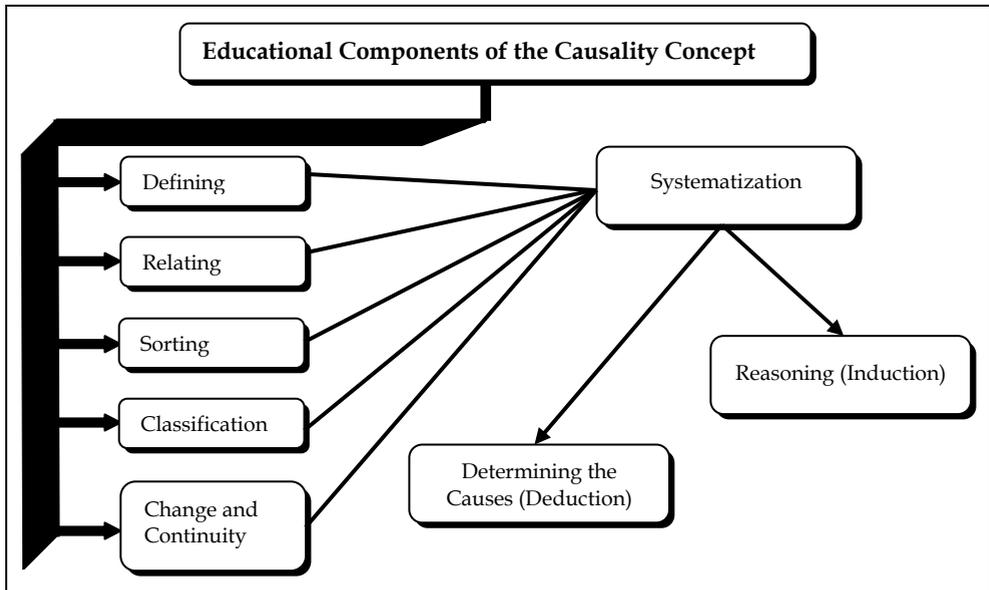 Educational Components of the Causality Concept
Defining
Relating
Sorting
Classification
Change and
Continuity
Systematization
Reasoning (Induction)
Determining the
Causes (Deduction)